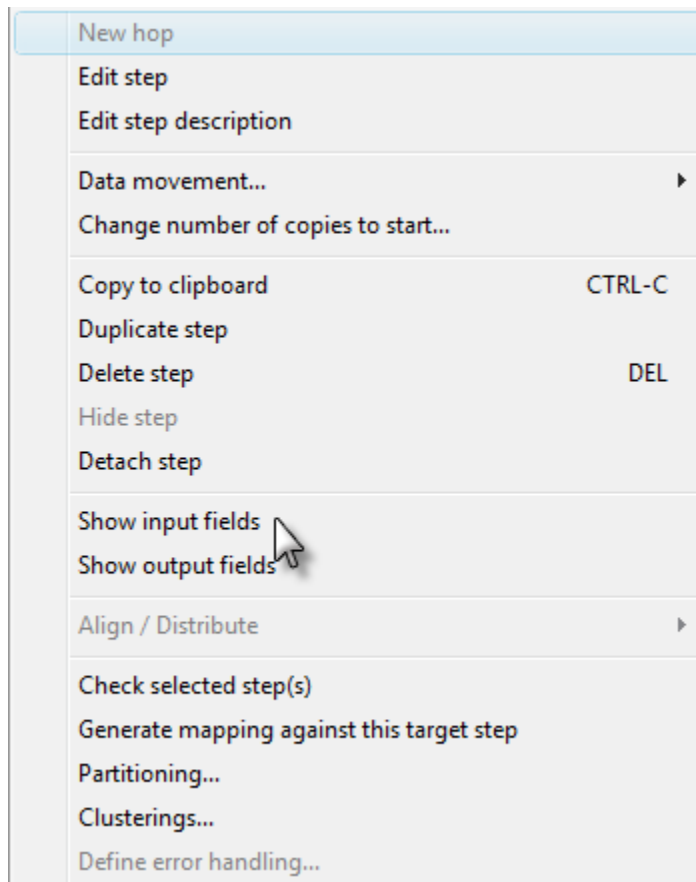 New hop
Edit step
Edit step description
Data movement...
Change number of copies to start...
Copy to clipboard CTRL-C
Duplicate step
Delete step DEL
Hide step
Detach step
Show input fields
Show output fields
Align / Distribute
Check selected step(s)
Generate mapping against this target step
Partitioning...
Clusterings...
Define error handling...